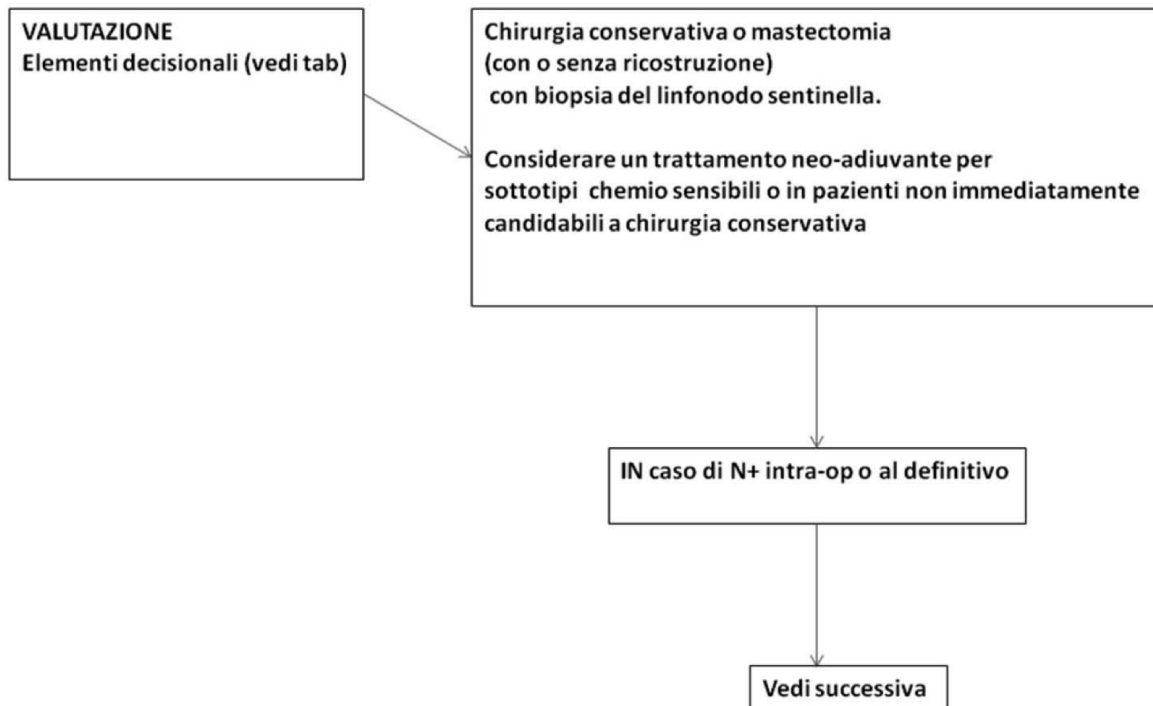 VALUTAZIONE
Elementi decisionali (vedi tab)
Chirurgia conservativa o mastectomia
(con o senza ricostruzione)
con biopsia del linfonodo sentinella.
Considerare un trattamento neo-adiuvante per
sottotipi chemio sensibili o in pazienti non immediatamente
candidabili a chirurgia conservativa
IN caso di N+ intra-op o al definitivo
Vedi successiva